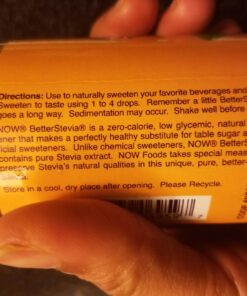 Directions: Use to naturally sweeten your favorite beverages and
Sweeten to taste using 1 to 4 drops. Remember a little BetterS
goes a long way. Sedimentation may occur. Shake well before
NOW® BetterStevia® is a zero-calorie, low glycemic, natural
ener that makes a perfectly healthy substitute for table sugar a
ficial sweeteners. Unlike chemical sweeteners, NOW® BetterS
contains pure Stevia extract. NOW Foods takes special meas
preserve Stevia's natural qualities in this unique, pure, better-
.
Store in a cool, dry place after opening. Please Recycle.